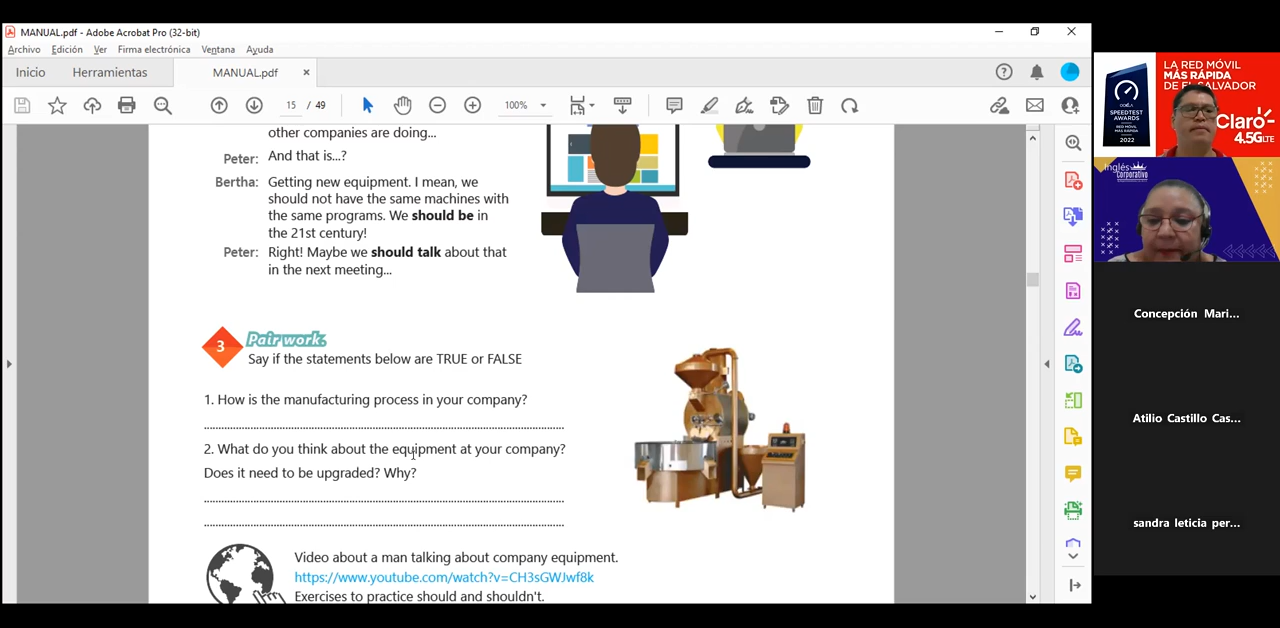 MANUAL.pdf - Adobe Acrobat Pro (32-bit)
Archivo Edición Ver Firma electrónica Ventana Ayuda
Inicio Herramientas MANUAL.pdf ×
15 / 49 100%
other companies are doing...
Peter: And that is...?
Bertha: Getting new equipment. I mean, we
should not have the same machines with
the same programs. We should be in
the 21st century!
Peter: Right! Maybe we should talk about that
in the next meeting...
3 Pair work.
Say if the statements below are TRUE or FALSE
1. How is the manufacturing process in your company?
2. What do you think about the equipment at your company?
Does it need to be upgraded? Why?
Video about a man talking about company equipment.
https://www.youtube.com/watch?v=CH3sGWJwf8k
Exercises to practice should and shouldn't.
LA RED MÓVIL
MÁS RÁPIDA
DE EL SALVADOR
SPEEDTEST
AWARDS
2022
Claro
4.5G LTE
Inglés
Corporativo
Concepción Mari...
Atilio Castillo Cas...
sandra leticia per...